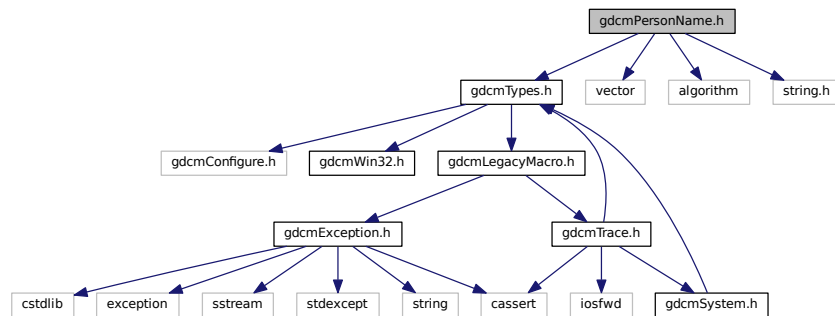 gdcmPersonName.h
gdcmTypes.h
vector
algorithm
string.h
gdcmConfigure.h
gdcmWin32.h
gdcmLegacyMacro.h
gdcmException.h
gdcmTrace.h
cstdlib
exception
sstream
stdexcept
string
cassert
iosfwd
gdcmSystem.h